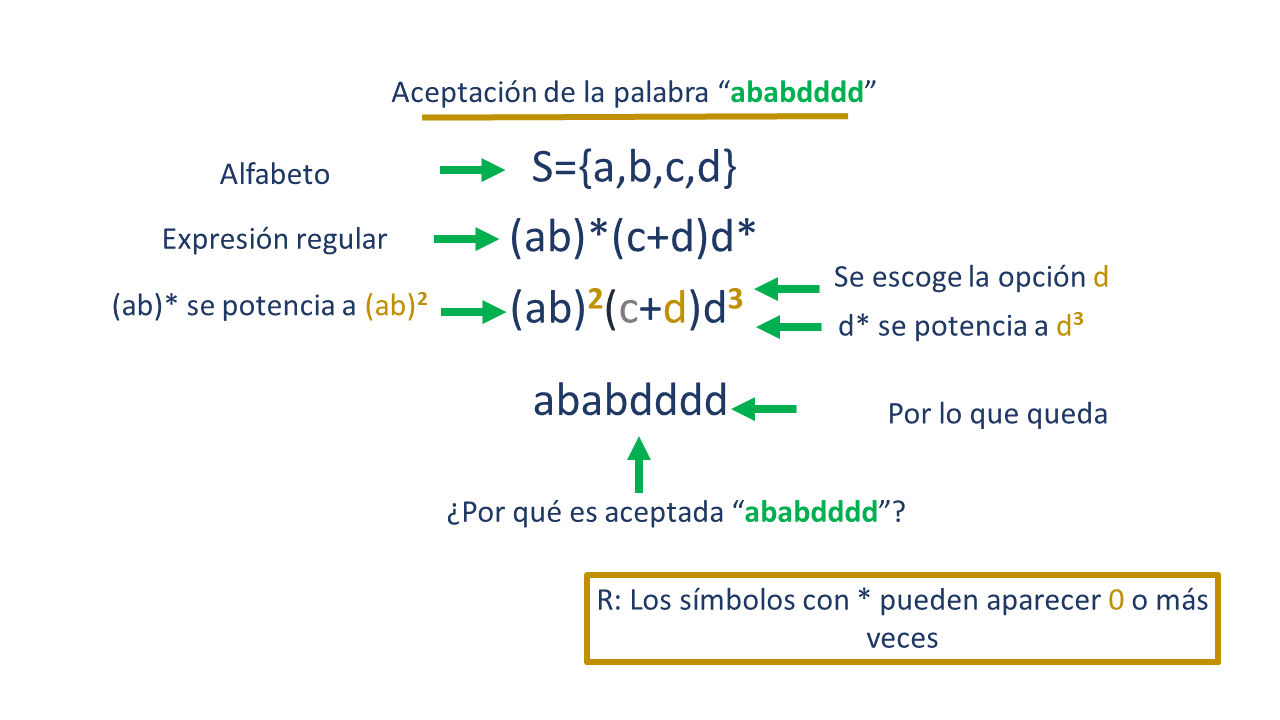 Aceptación de la palabra “ababdddd”
Alfabeto
S={a,b,c,d}
Expresión regular
(ab)*(c+d)d*
(ab)* se potencia a (ab)²
(ab)²(c+d)d³
Se escoge la opción d
d* se potencia a d³
ababdddd
Por lo que queda
¿Por qué es aceptada “ababdddd”?
R: Los símbolos con * pueden aparecer 0 o más
veces